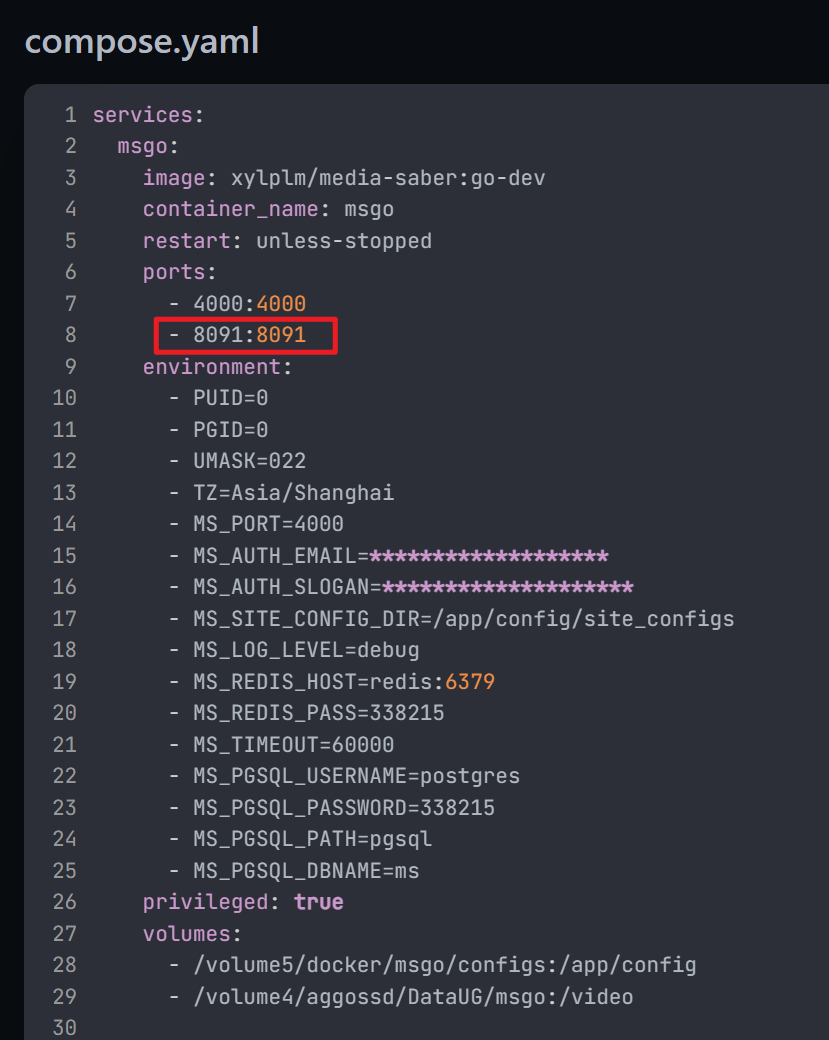 compose.yaml
1 services:
2   msgo:
3     image: xylplm/media-saber:go-dev
4     container_name: msgo
5     restart: unless-stopped
6     ports:
7       - 4000:4000
8       - 8091:8091
9     environment:
10       - PUID=0
11       - PGID=0
12       - UMASK=022
13       - TZ=Asia/Shanghai
14       - MS_PORT=4000
15       - MS_AUTH_EMAIL=*******************
16       - MS_AUTH_SLOGAN=********************
17       - MS_SITE_CONFIG_DIR=/app/config/site_configs
18       - MS_LOG_LEVEL=debug
19       - MS_REDIS_HOST=redis:6379
20       - MS_REDIS_PASS=338215
21       - MS_TIMEOUT=60000
22       - MS_PGSQL_USERNAME=postgres
23       - MS_PGSQL_PASSWORD=338215
24       - MS_PGSQL_PATH=pgsql
25       - MS_PGSQL_DBNAME=ms
26     privileged: true
27     volumes:
28       - /volume5/docker/msgo/configs:/app/config
29       - /volume4/aggossd/DataUG/msgo:/video
30